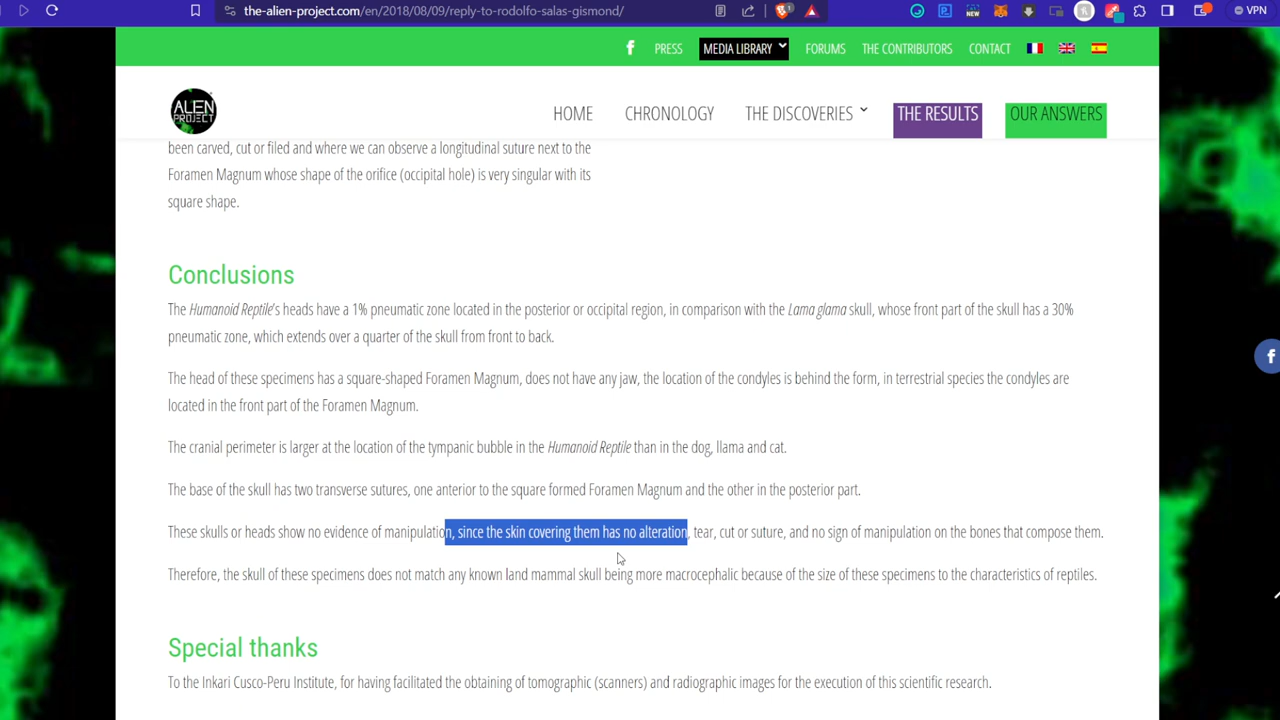 the-alien-project.com/en/2018/08/09/reply-to-rodolfo-salas-gismond/
NEW
VPN
PRESS
MEDIA LIBRARY
FORUMS
THE CONTRIBUTORS
CONTACT
ALIEN
PROJECT
HOME
CHRONOLOGY
THE DISCOVERIES
THE RESULTS
OUR ANSWERS
been carved, cut or filed and where we can observe a longitudinal suture next to the
Foramen Magnum whose shape of the orifice (occipital hole) is very singular with its
square shape.
Conclusions
The Humanoid Reptile's heads have a 1% pneumatic zone located in the posterior or occipital region, in comparison with the Lama glama skull, whose front part of the skull has a 30%
pneumatic zone, which extends over a quarter of the skull from front to back.
The head of these specimens has a square-shaped Foramen Magnum, does not have any jaw, the location of the condyles is behind the form, in terrestrial species the condyles are
located in the front part of the Foramen Magnum.
The cranial perimeter is larger at the location of the tympanic bubble in the Humanoid Reptile than in the dog, llama and cat.
The base of the skull has two transverse sutures, one anterior to the square formed Foramen Magnum and the other in the posterior part.
These skulls or heads show no evidence of manipulation, since the skin covering them has no alteration, tear, cut or suture, and no sign of manipulation on the bones that compose them.
Therefore, the skull of these specimens does not match any known land mammal skull being more macrocephalic because of the size of these specimens to the characteristics of reptiles.
Special thanks
To the Inkari Cusco-Peru Institute, for having facilitated the obtaining of tomographic (scanners) and radiographic images for the execution of this scientific research.